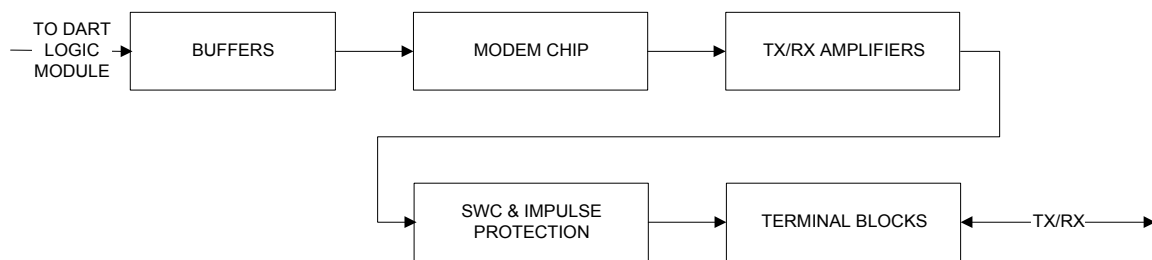 TO DART
LOGIC
MODULE
BUFFERS
MODEM CHIP
TX/RX AMPLIFIERS
SWC & IMPULSE
PROTECTION
TERMINAL BLOCKS
TX/RX